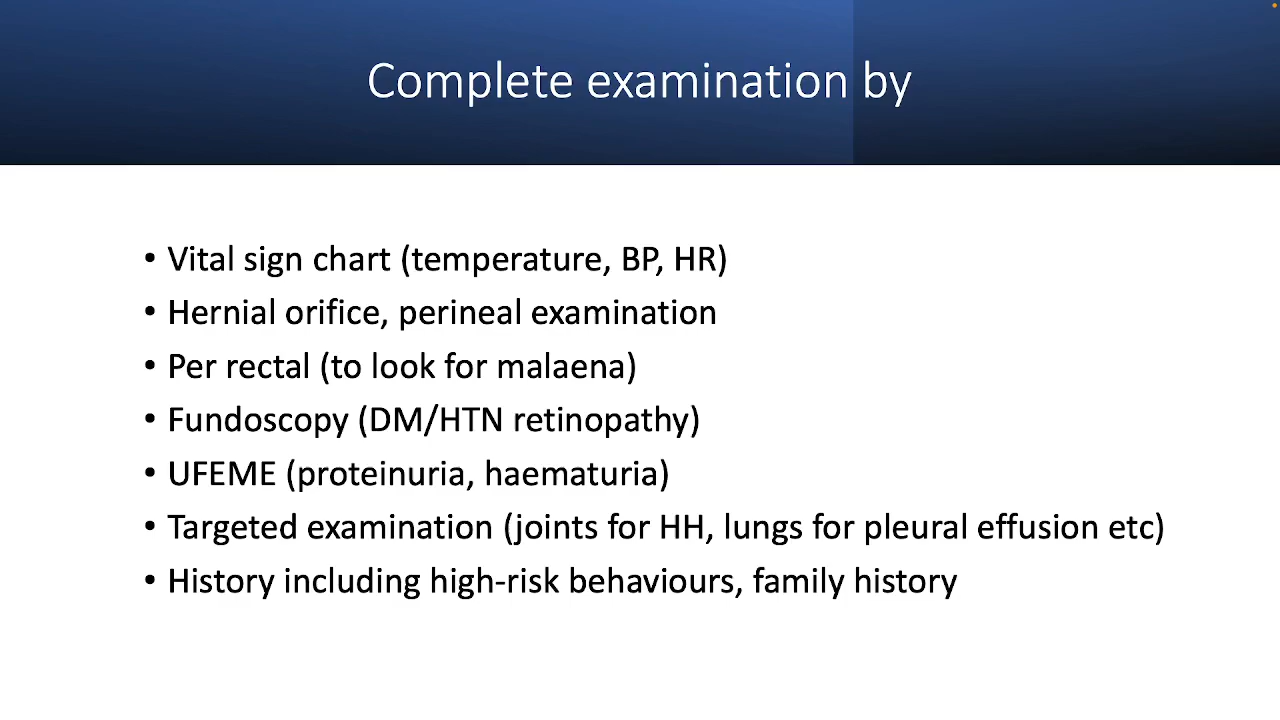 Complete examination by
• Vital sign chart (temperature, BP, HR)
• Hernial orifice, perineal examination
• Per rectal (to look for malaena)
• Fundoscopy (DM/HTN retinopathy)
• UFEME (proteinuria, haematuria)
• Targeted examination (joints for HH, lungs for pleural effusion etc)
• History including high-risk behaviours, family history